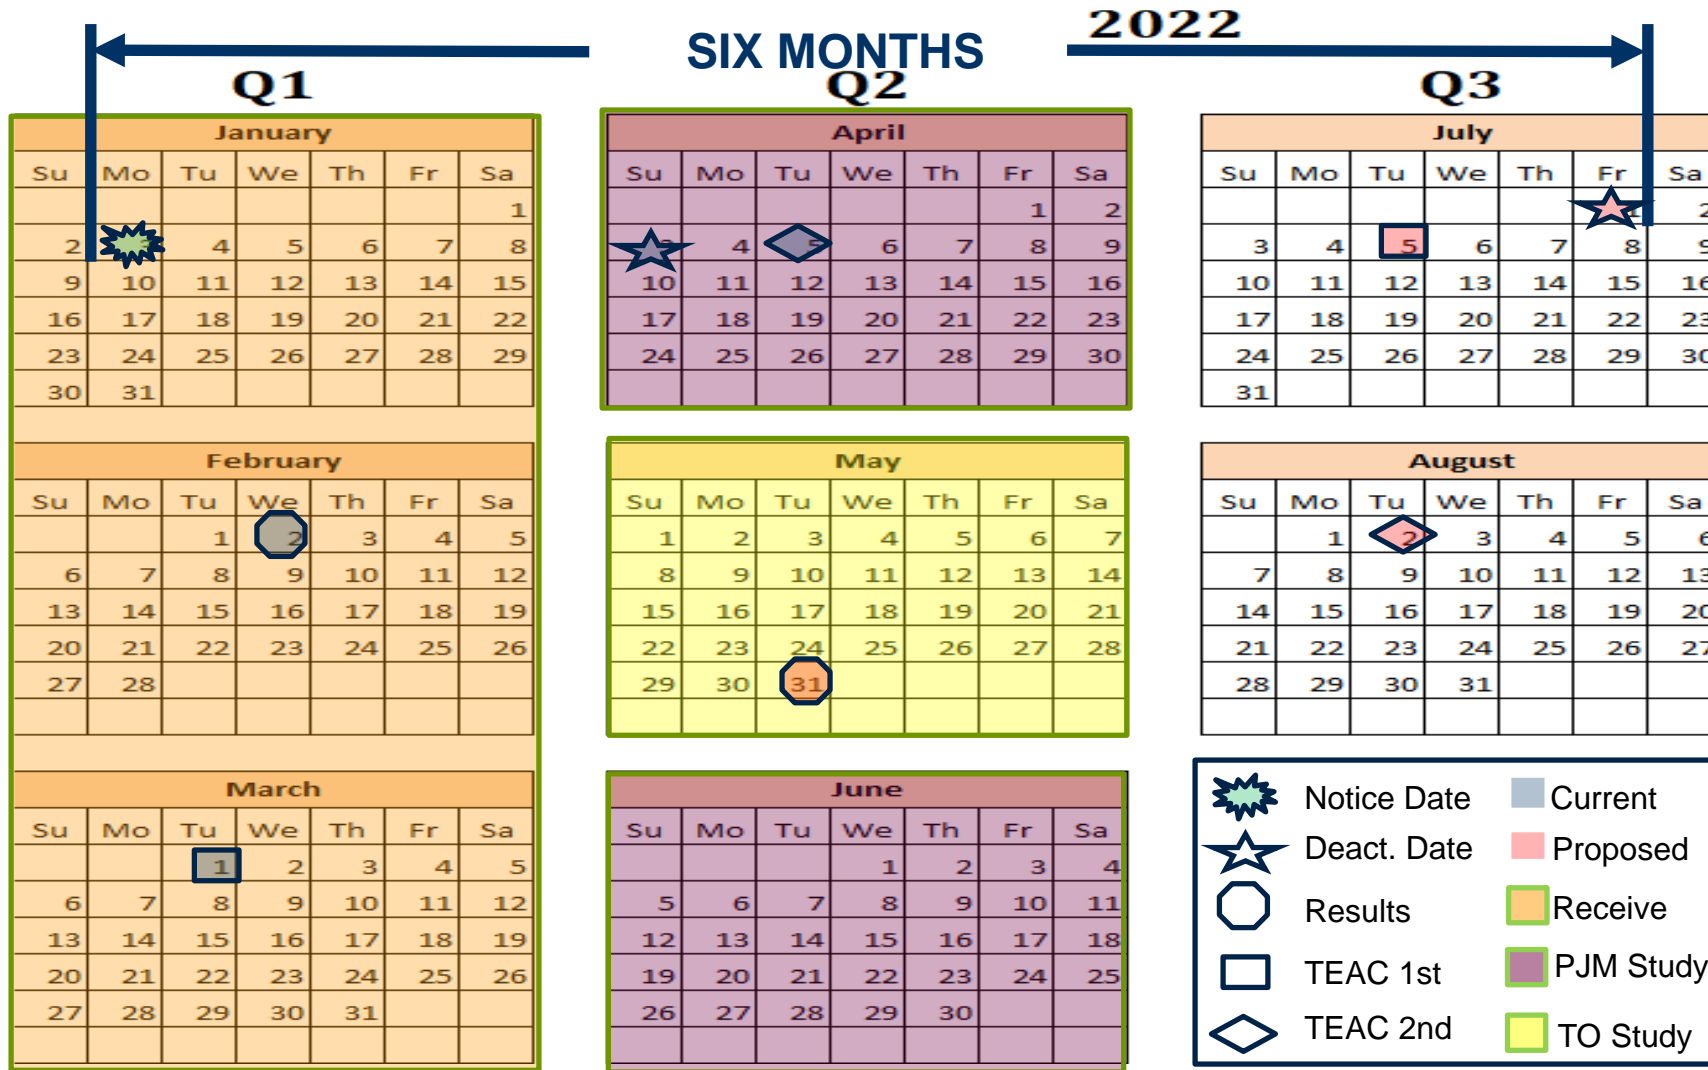 2022
SIX MONTHS
Q1 Q2 Q3
January April July
Su Mo Tu We Th Fr Sa Su Mo Tu We Th Fr Sa Su Mo Tu We Th Fr Sa
1 1 2 1 2
2 3 4 5 6 7 8 3 4 5 6 7 8 9 3 4 5 6 7 8 9
9 10 11 12 13 14 15 10 11 12 13 14 15 16 10 11 12 13 14 15 16
16 17 18 19 20 21 22 17 18 19 20 21 22 23 17 18 19 20 21 22 23
23 24 25 26 27 28 29 24 25 26 27 28 29 30 24 25 26 27 28 29 30
30 31 31
February May August
Su Mo Tu We Th Fr Sa Su Mo Tu We Th Fr Sa Su Mo Tu We Th Fr Sa
1 2 3 4 5 1 2 3 4 5 6 7 1 2 3 4 5 6
6 7 8 9 10 11 12 8 9 10 11 12 13 14 7 8 9 10 11 12 13
13 14 15 16 17 18 19 15 16 17 18 19 20 21 14 15 16 17 18 19 20
20 21 22 23 24 25 26 22 23 24 25 26 27 28 21 22 23 24 25 26 27
27 28 29 30 31 28 29 30 31
March June
Su Mo Tu We Th Fr Sa Su Mo Tu We Th Fr Sa
1 2 3 4 5 1 2 3 4
6 7 8 9 10 11 12 5 6 7 8 9 10 11
13 14 15 16 17 18 19 12 13 14 15 16 17 18
20 21 22 23 24 25 26 19 20 21 22 23 24 25
27 28 29 30 31 26 27 28 29 30
Notice Date Current
Deact. Date Proposed
Results Receive
TEAC 1st PJM Study
TEAC 2nd TO Study